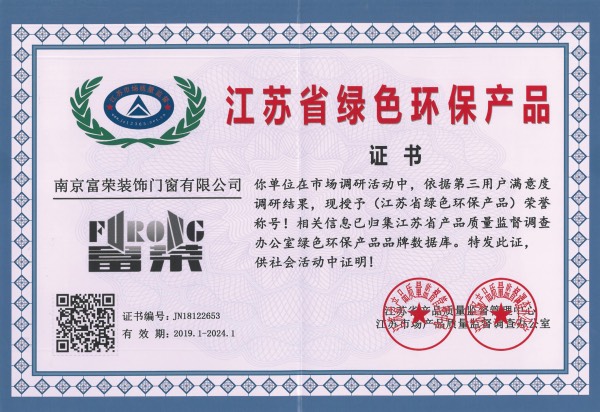 江苏省绿色环保产品
证书
南京富荣装饰门窗有限公司
FURONG
富荣
你单位在市场调研活动中，依据第三用户满意度
调研结果，现授予（江苏省绿色环保产品）荣誉
称号！相关信息已归集江苏省产品质量监督调查
办公室绿色环保产品品牌数据库。特发此证，
供社会活动中证明！
证书编号：JN18122653
有效期：2019.1-2024.1
江苏省产品质量监督管理中心
江苏市场产品质量监督调查办公室